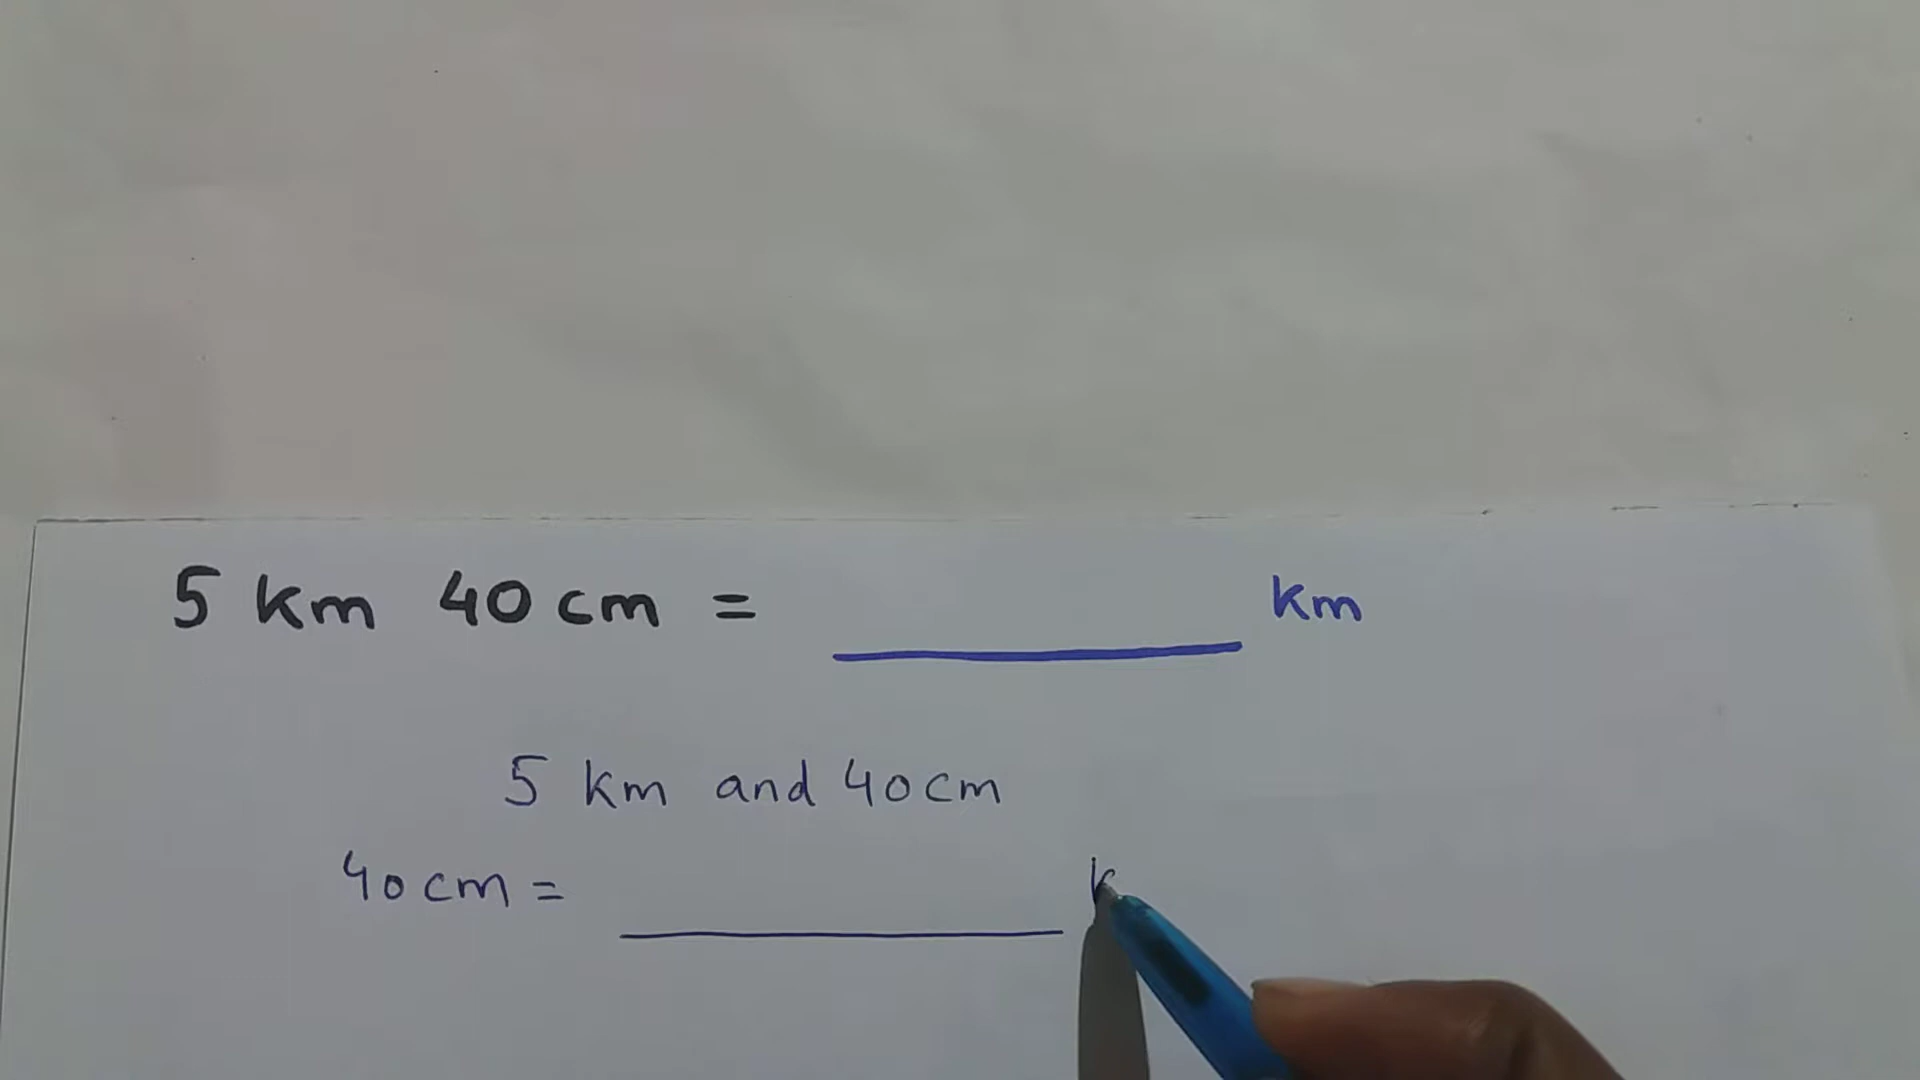 5 km 40 cm = ________ km
5 km and 40 cm
40 cm = ________ k